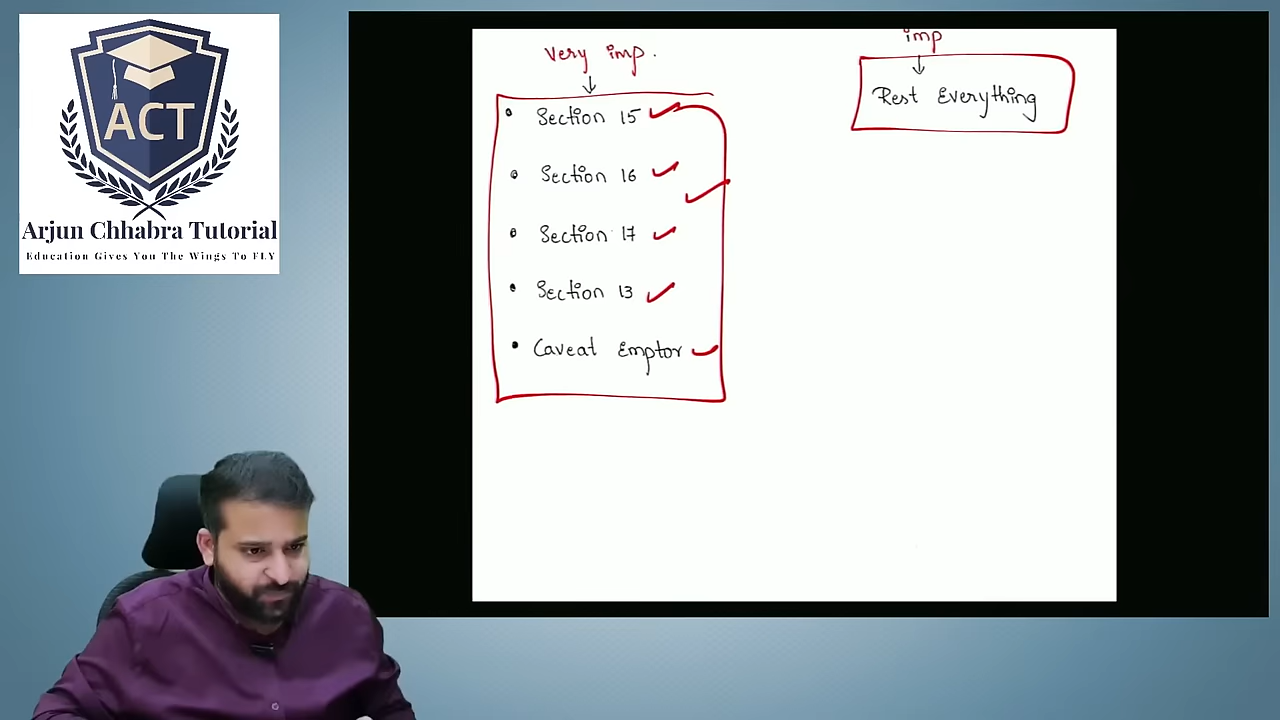 ACT
Arjun Chhabra Tutorial
Education Gives You The Wings To FLY
Very imp.
• Section 15
• Section 16
• Section 17
• Section 13
• Caveat Emptor
imp
Rest Everything